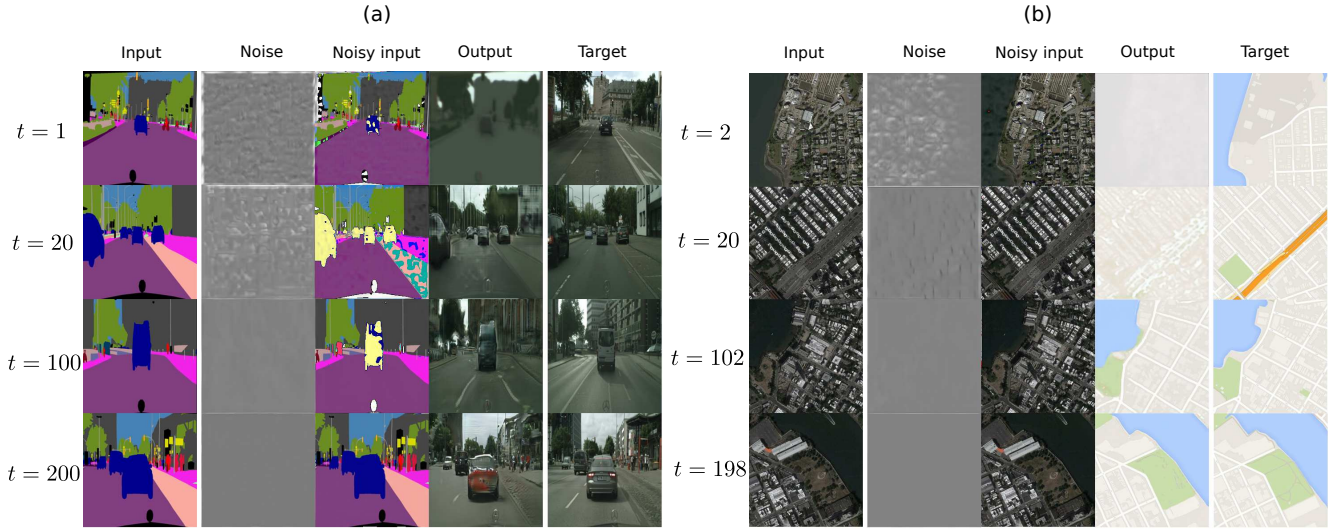 (a)
Input Noise Noisy input Output Target
t = 1
t = 20
t = 100
t = 200
(b)
Input Noise Noisy input Output Target
t = 2
t = 20
t = 102
t = 198